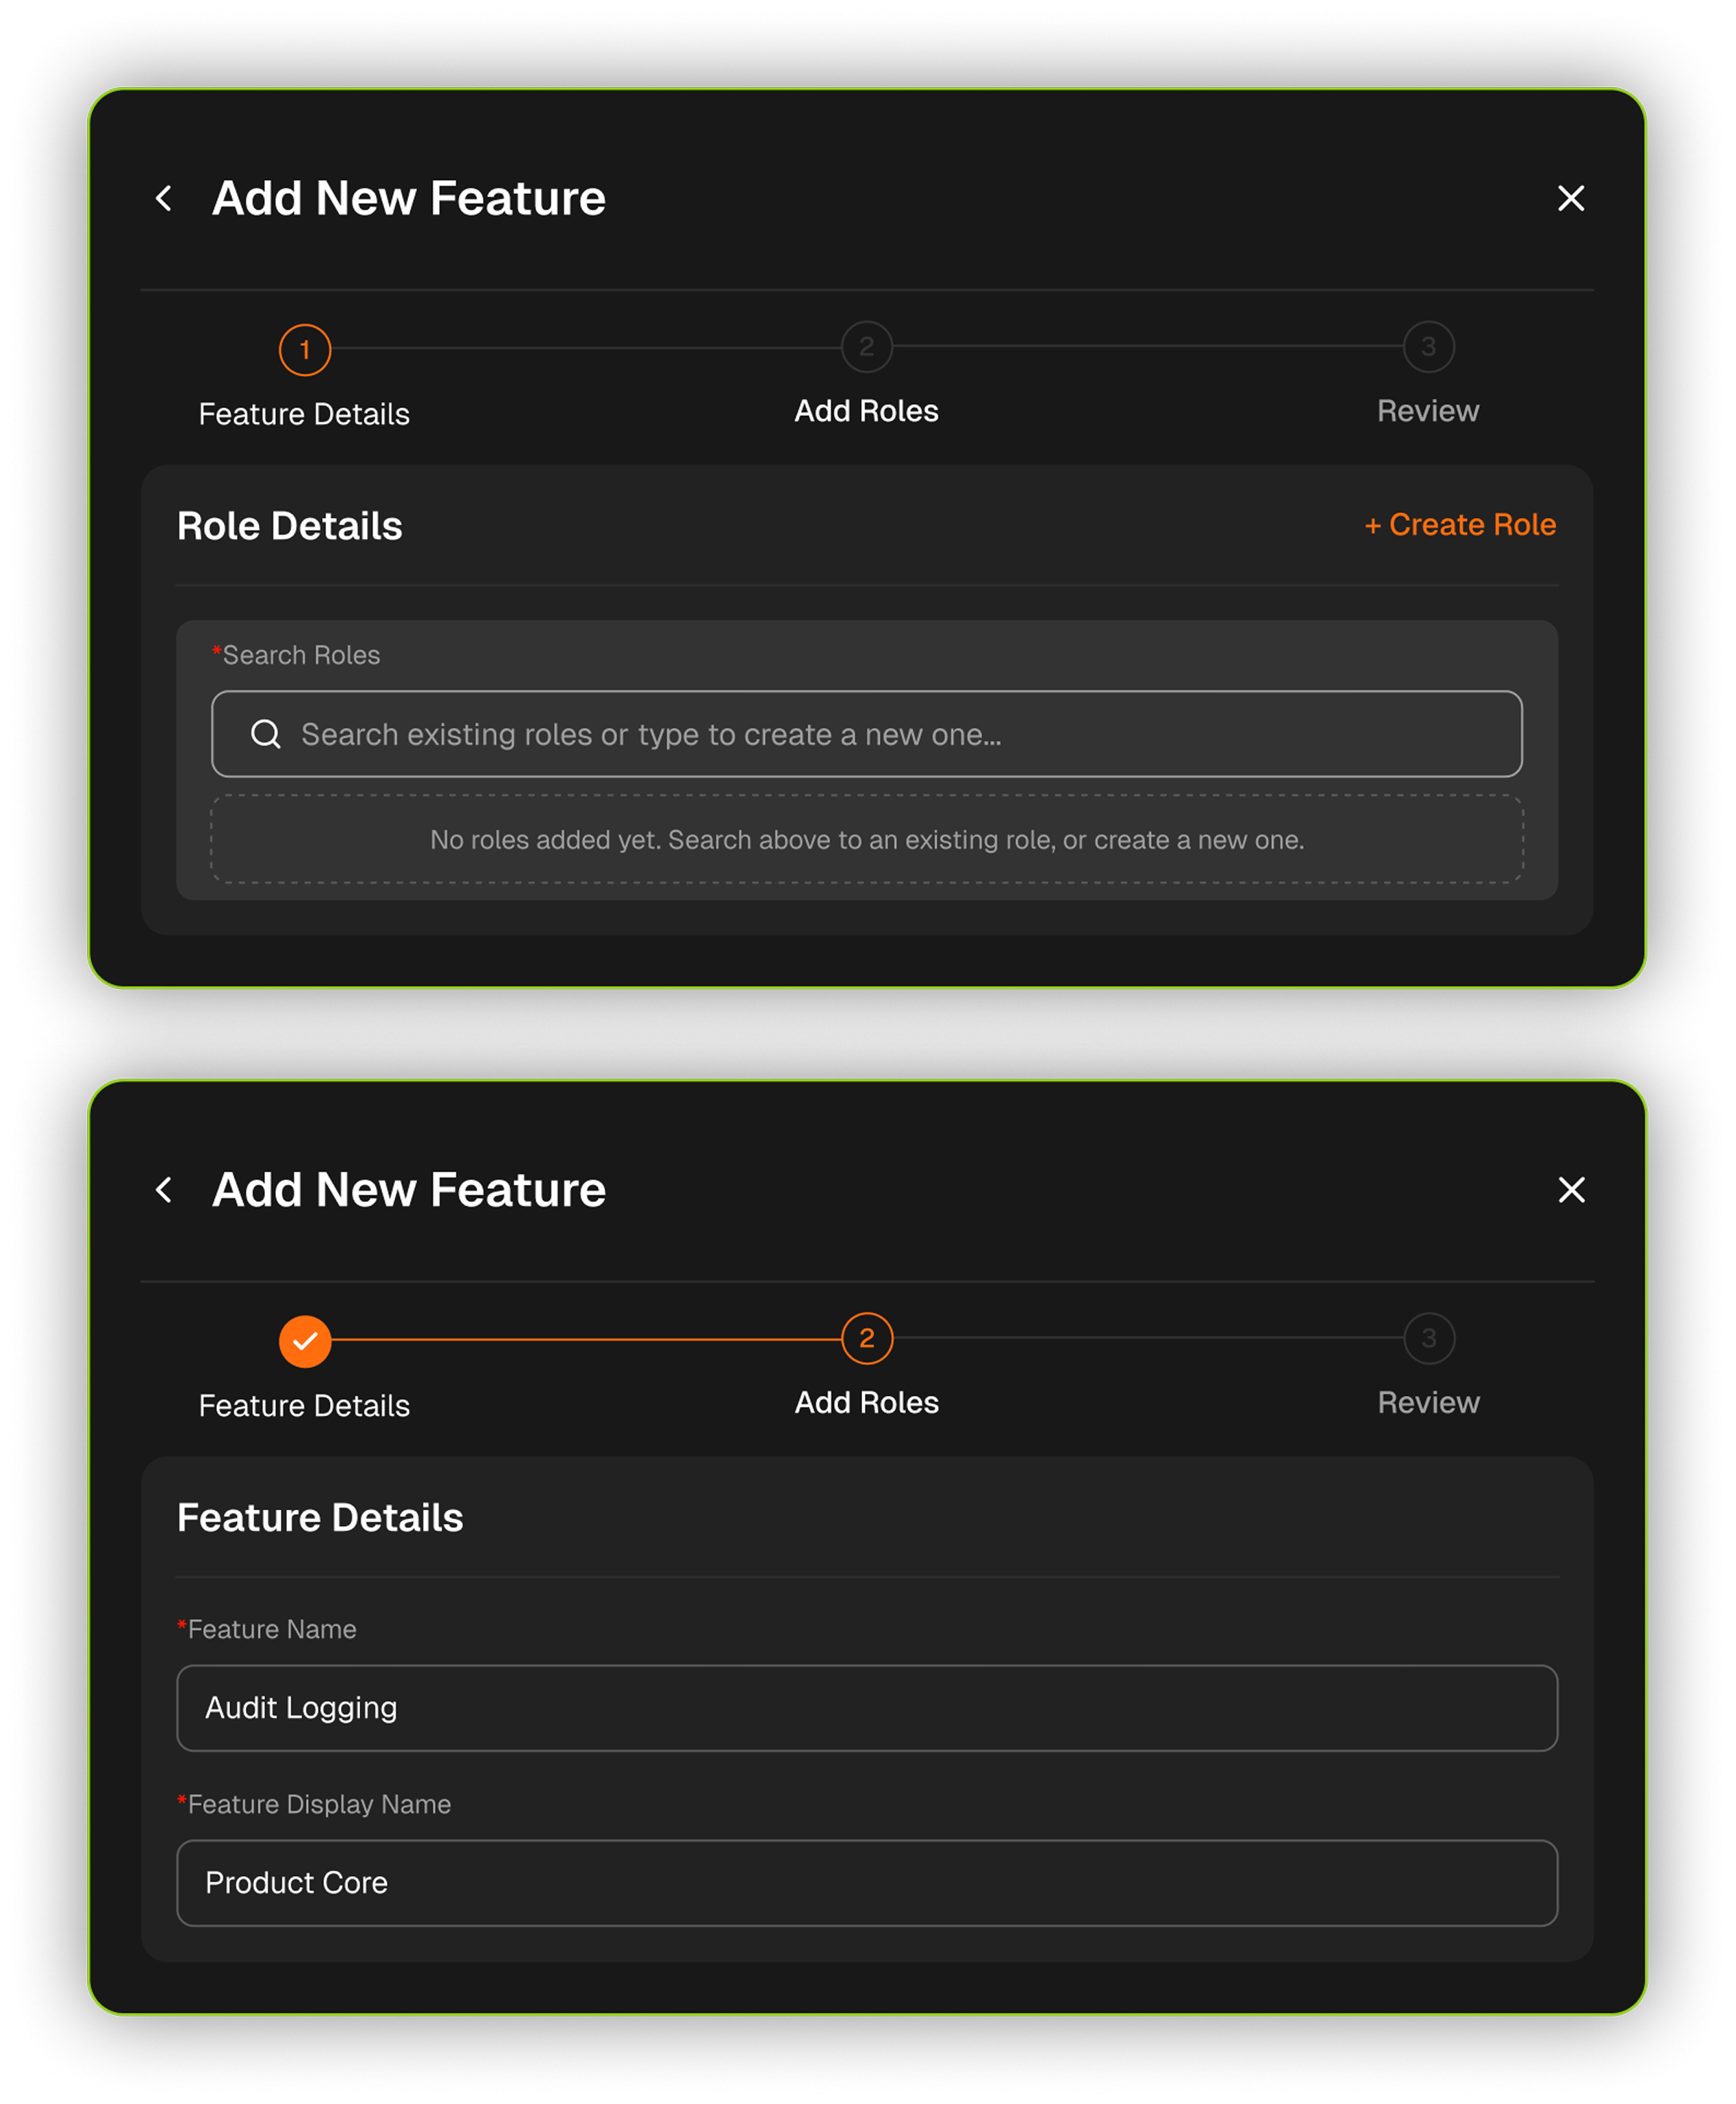 Add New Feature
1
2
3
Feature Details
Add Roles
Review
Role Details
+ Create Role
*Search Roles
Search existing roles or type to create a new one...
No roles added yet. Search above to an existing role, or create a new one.
Add New Feature
2
3
Feature Details
Add Roles
Review
Feature Details
*Feature Name
Audit Logging
*Feature Display Name
Product Core